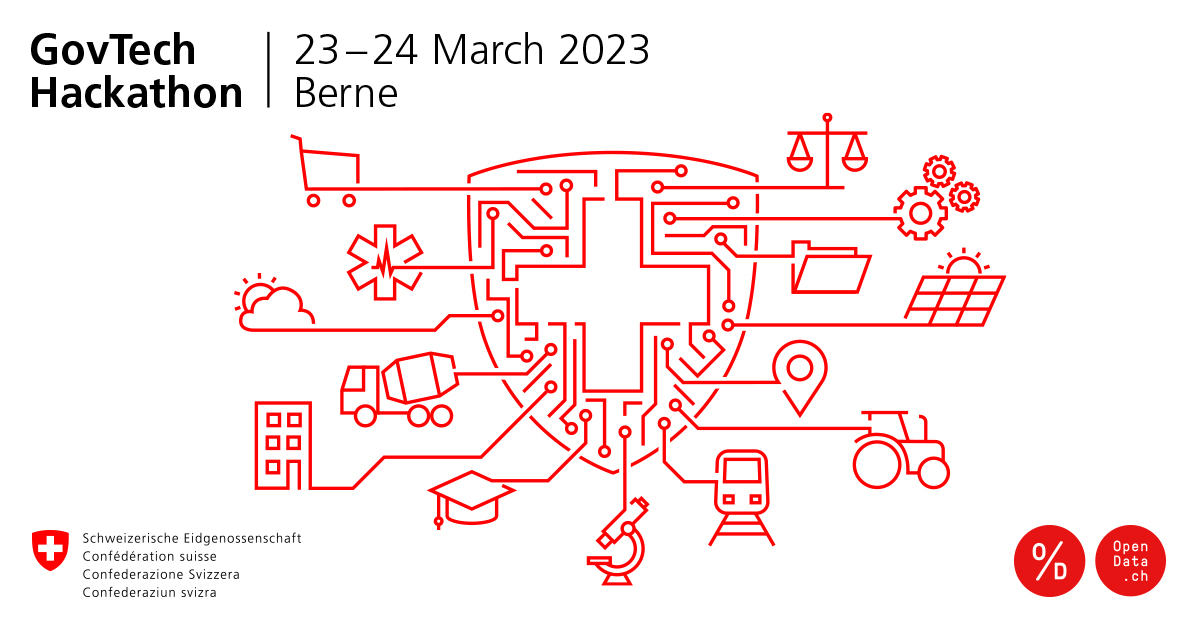 GovTech
Hackathon
23–24 March 2023
Berne
Schweizerische Eidgenossenschaft
Confédération suisse
Confederazione Svizzera
Confederaziun svizra
O/D
Open
Data
.ch